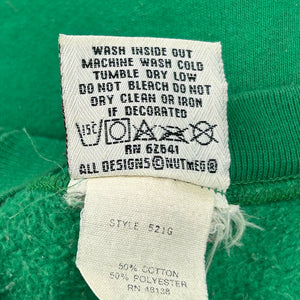 WASH INSIDE OUT
MACHINE WASH COLD
TUMBLE DRY LOW
DO NOT BLEACH DO NOT
DRY CLEAN OR IRON
IF DECORATED
RN 62841
ALL DESIGNS © NUTMEG ®
STYLE 521G
50% COTTON
50% POLYESTER
RN 48138